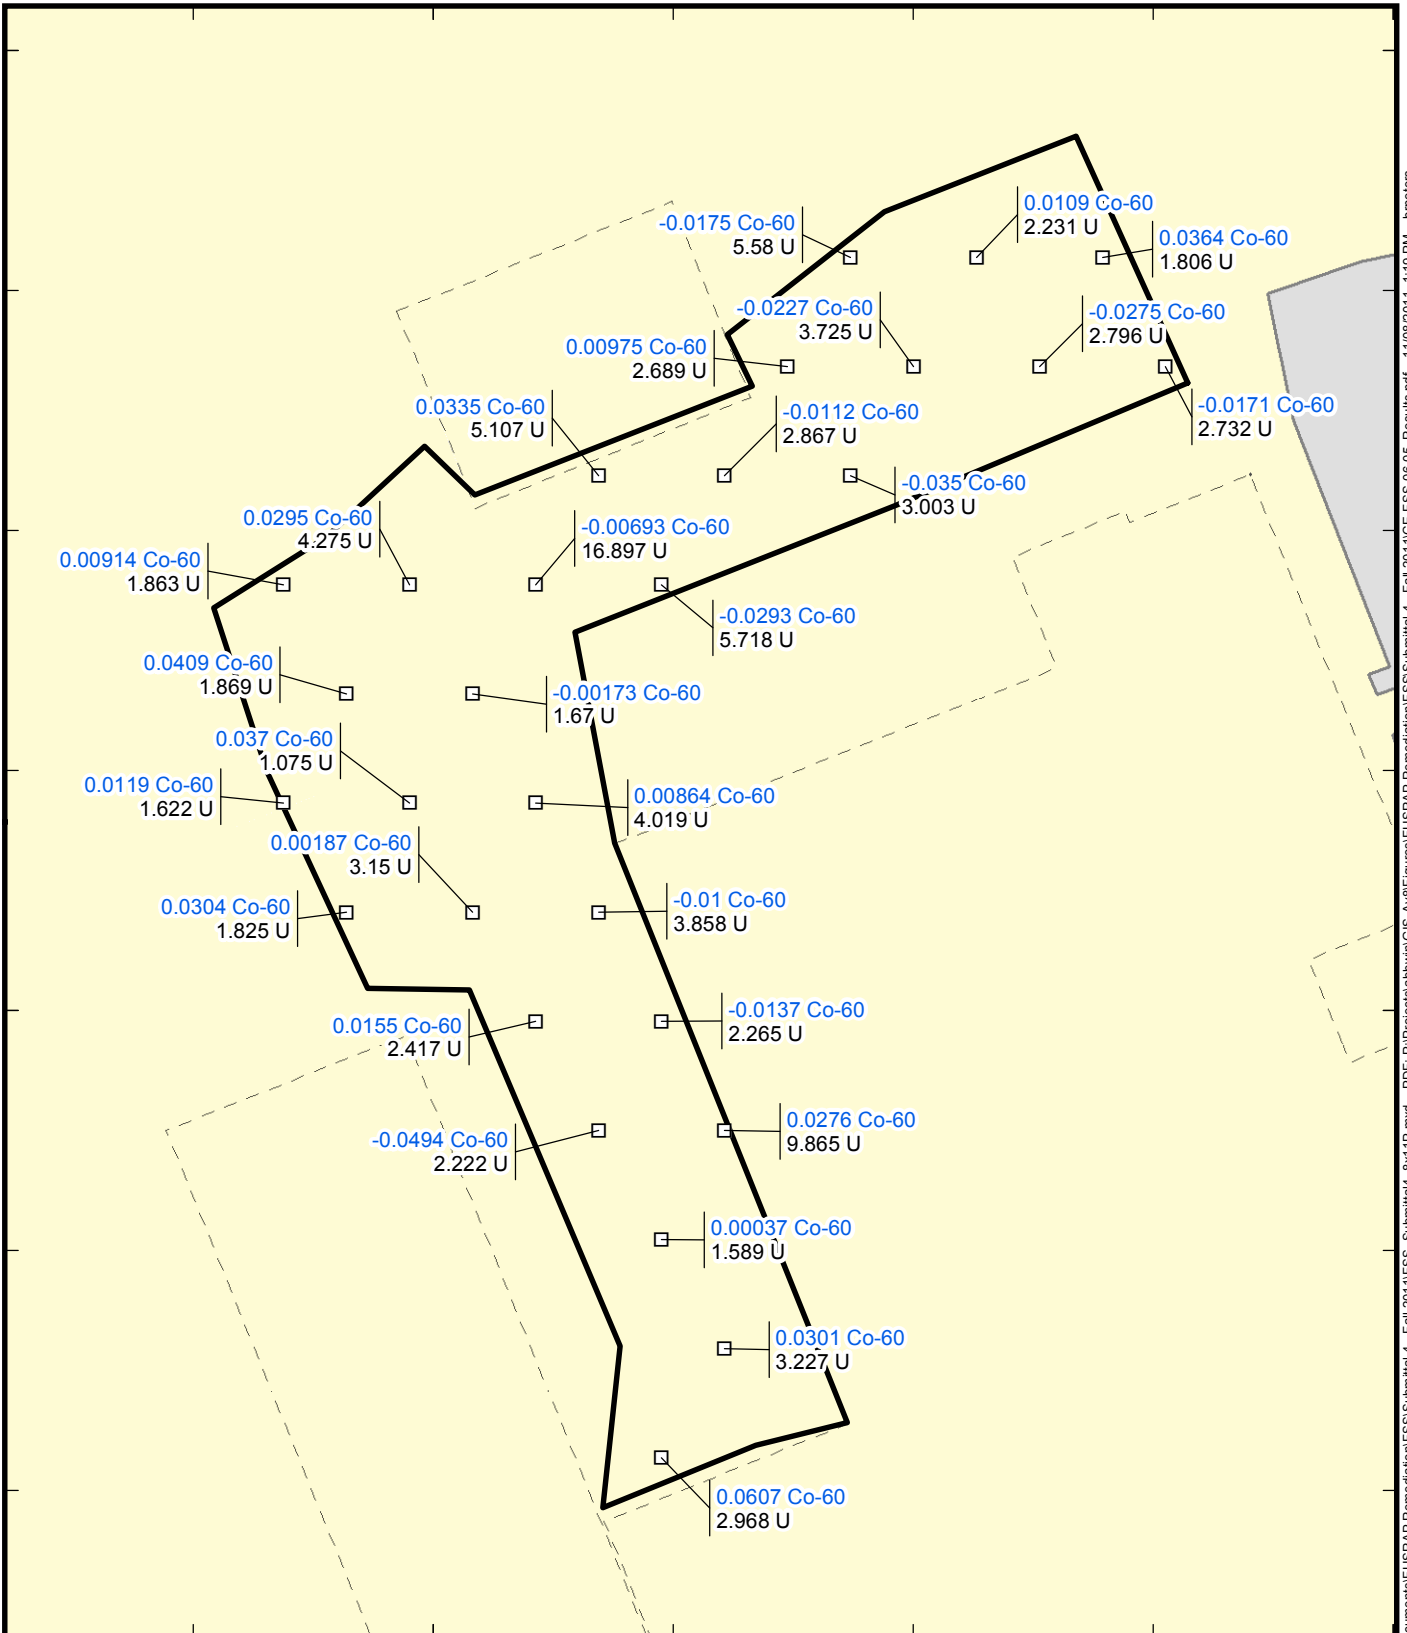 -0.0175 Co-60
5.58 U
0.0109 Co-60
2.231 U
0.0364 Co-60
1.806 U
-0.0227 Co-60
3.725 U
-0.0275 Co-60
2.796 U
0.00975 Co-60
2.689 U
-0.0171 Co-60
2.732 U
0.0335 Co-60
5.107 U
-0.0112 Co-60
2.867 U
-0.035 Co-60
3.003 U
0.0295 Co-60
4.275 U
-0.00693 Co-60
16.897 U
0.00914 Co-60
1.863 U
-0.0293 Co-60
5.718 U
0.0409 Co-60
1.869 U
-0.00173 Co-60
1.67 U
0.037 Co-60
1.075 U
0.0119 Co-60
1.622 U
0.00864 Co-60
4.019 U
0.00187 Co-60
3.15 U
0.0304 Co-60
1.825 U
-0.01 Co-60
3.858 U
0.0155 Co-60
2.417 U
-0.0137 Co-60
2.265 U
-0.0494 Co-60
2.222 U
0.0276 Co-60
9.865 U
0.00037 Co-60
1.589 U
0.0301 Co-60
3.227 U
0.0607 Co-60
2.968 U